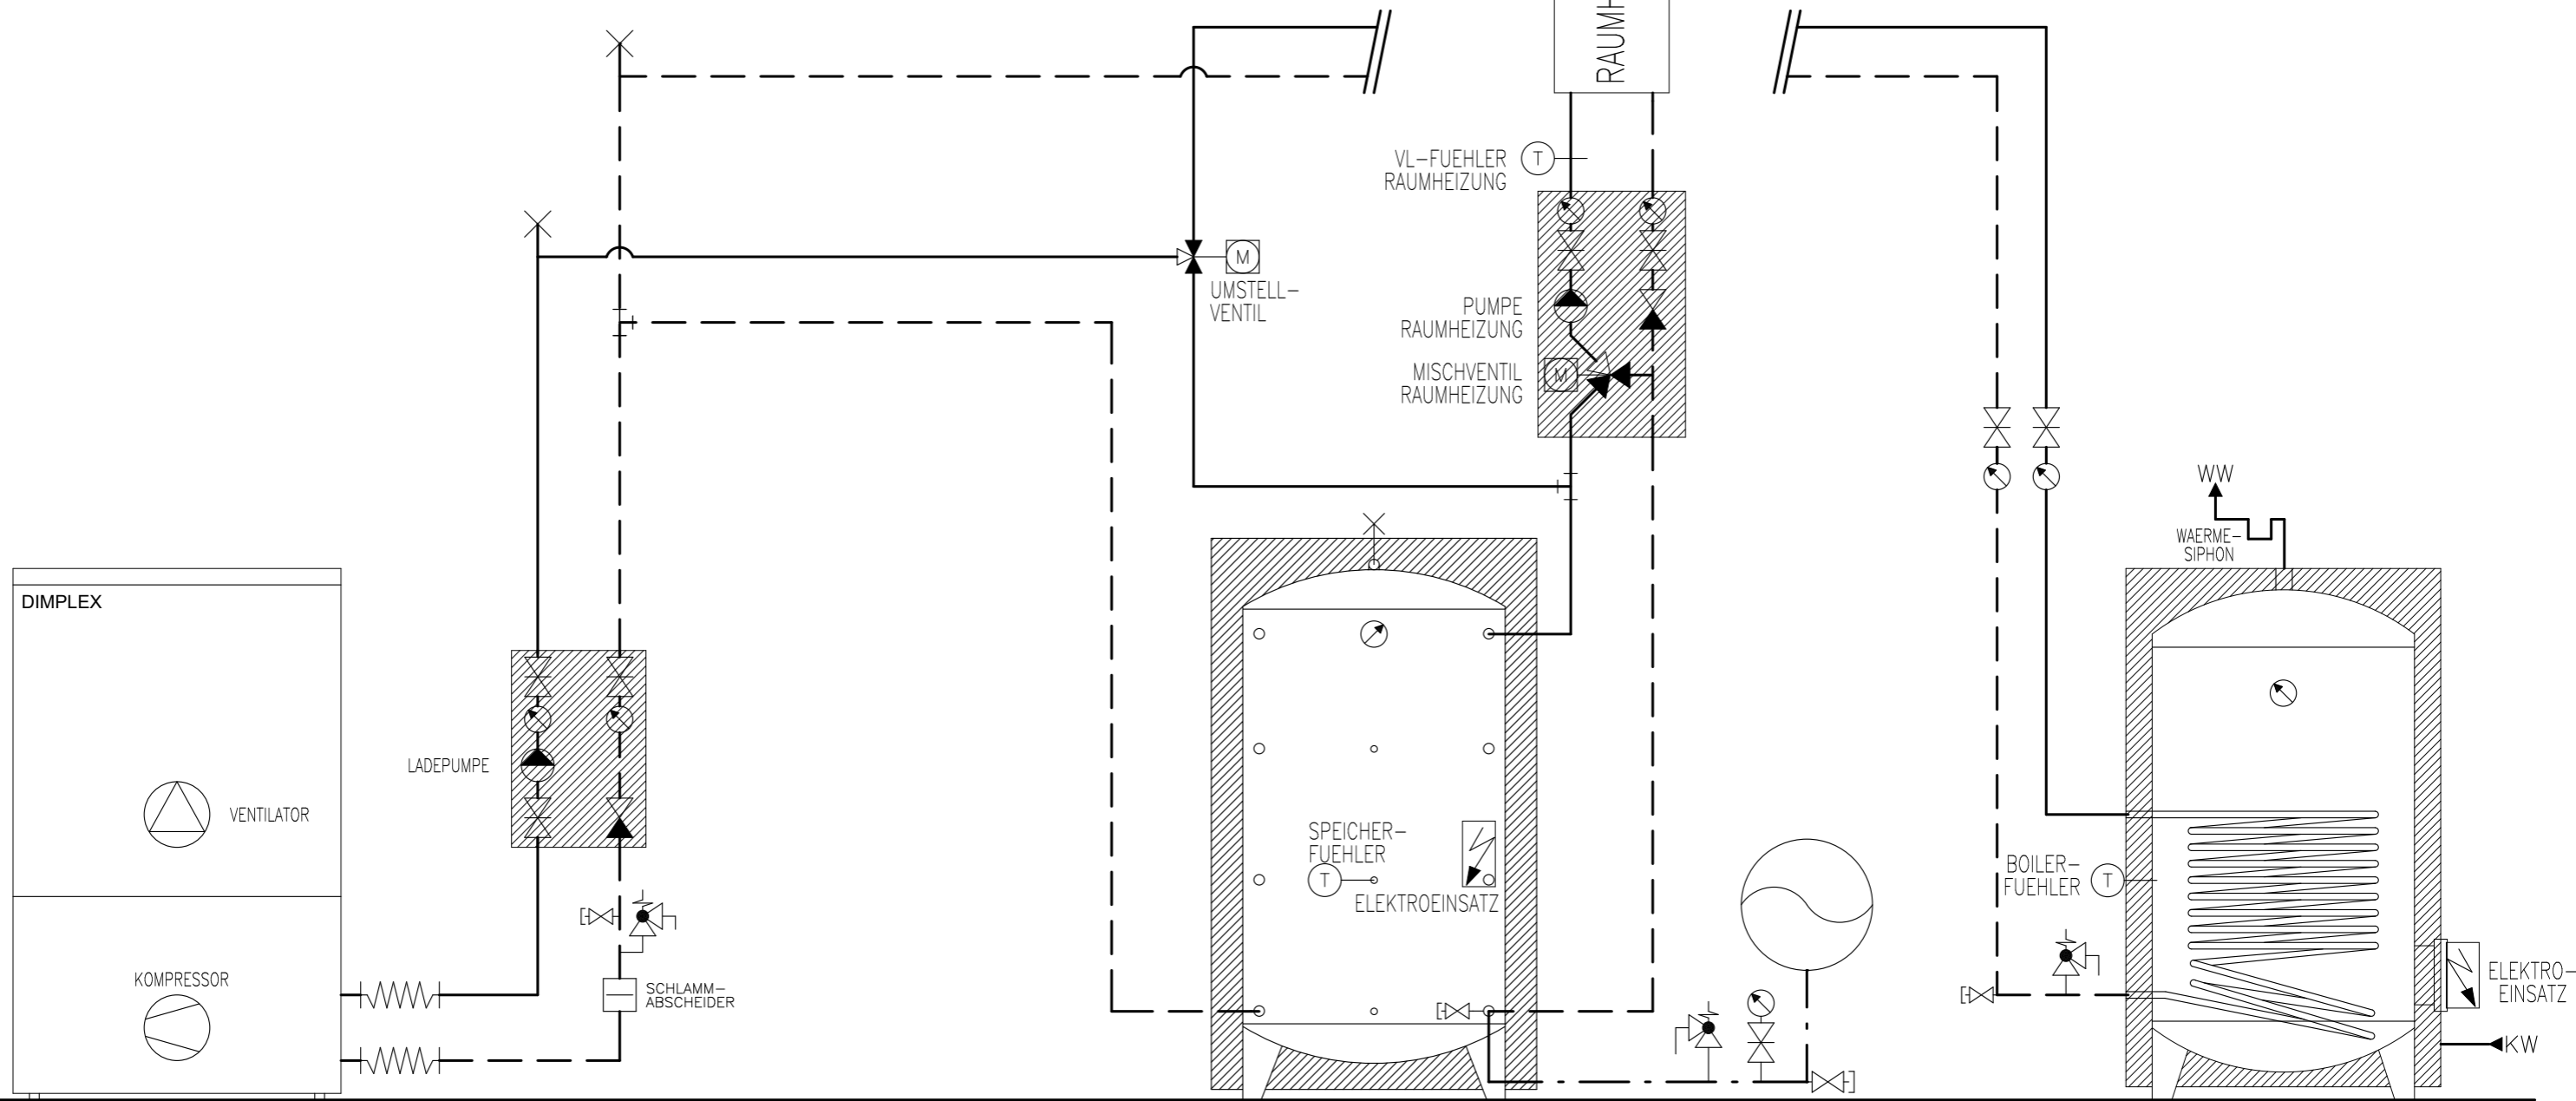 RAUMH
VL-FUEHLER
RAUMHEIZUNG
T
M
UMSTELL-
VENTIL
PUMPE
RAUMHEIZUNG
MISCHVENTIL
RAUMHEIZUNG
M
WW
WAERME-
SIPHON
DIMPLEX
LADEPUMPE
VENTILATOR
SPEICHER-
FUEHLER
T
ELEKTROEINSATZ
BOILER-
FUEHLER
T
KOMPRESSOR
SCHLAMM-
ABSCHEIDER
ELEKTRO-
EINSATZ
KW